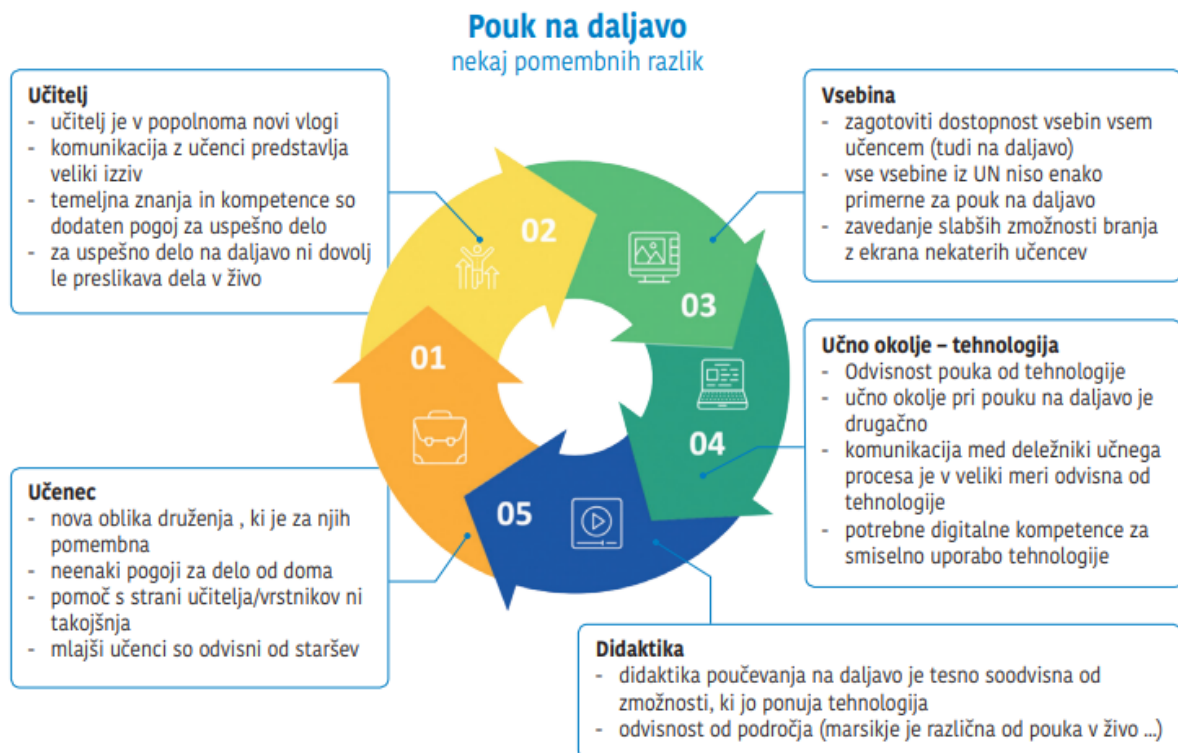 Pouk na daljavo
nekaj pomembnih razlik
Učitelj
- učitelj je v popolnoma novi vlogi
- komunikacija z učenci predstavlja
veliki izziv
- temeljna znanja in kompetence so
dodaten pogoj za uspešno delo
- za uspešno delo na daljavo ni dovolj
le preslikava dela v živo
Vsebina
- zagotoviti dostopnost vsebin vsem
učencem (tudi na daljavo)
- vse vsebine iz UN niso enako
primerne za pouk na daljavo
- zavedanje slabših zmožnosti branja
z ekrana nekaterih učencev
02
03
01
04
05
Učno okolje – tehnologija
- Odvisnost pouka od tehnologije
- učno okolje pri pouku na daljavo je
drugačno
- komunikacija med deležniki učnega
procesa je v veliki meri odvisna od
tehnologije
- potrebne digitalne kompetence za
smiselno uporabo tehnologije
Učenec
- nova oblika druženja , ki je za njih
pomembna
- neenaki pogoji za delo od doma
- pomoč s strani učitelja/vrstnikov ni
takojšnja
- mlajši učenci so odvisni od staršev
Didaktika
- didaktika poučevanja na daljavo je tesno soodvisna od
zmožnosti, ki jo ponuja tehnologija
- odvisnost od področja (marsikje je različna od pouka v živo ...)